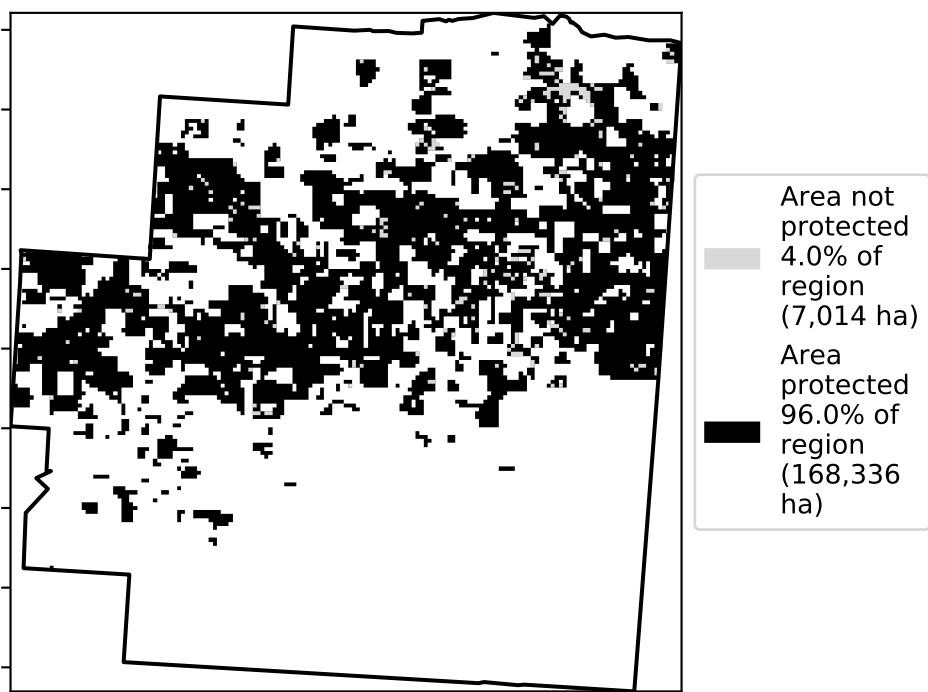 Area not
protected
4.0% of
region
(7,014 ha)
Area
protected
96.0% of
region
(168,336
ha)